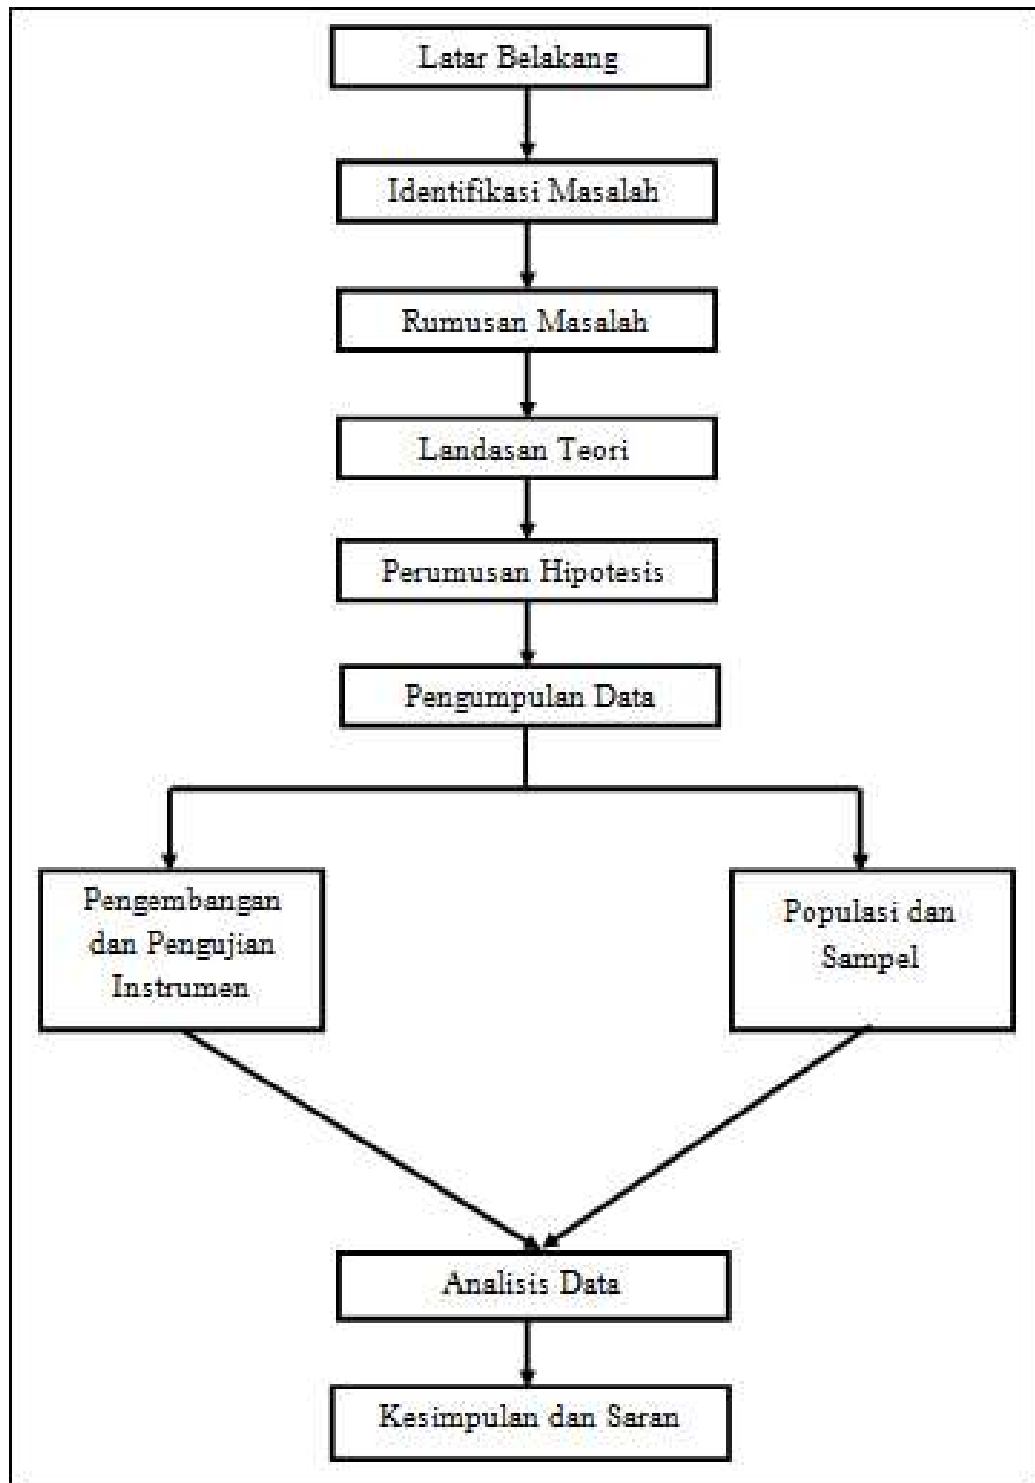 Latar Belakang
Identifikasi Masalah
Rumusan Masalah
Landasan Teori
Perumusan Hipotesis
Pengumpulan Data
Pengembangan
dan Pengujian
Instrumen
Populasi dan
Sampel
Analisis Data
Kesimpulan dan Saran